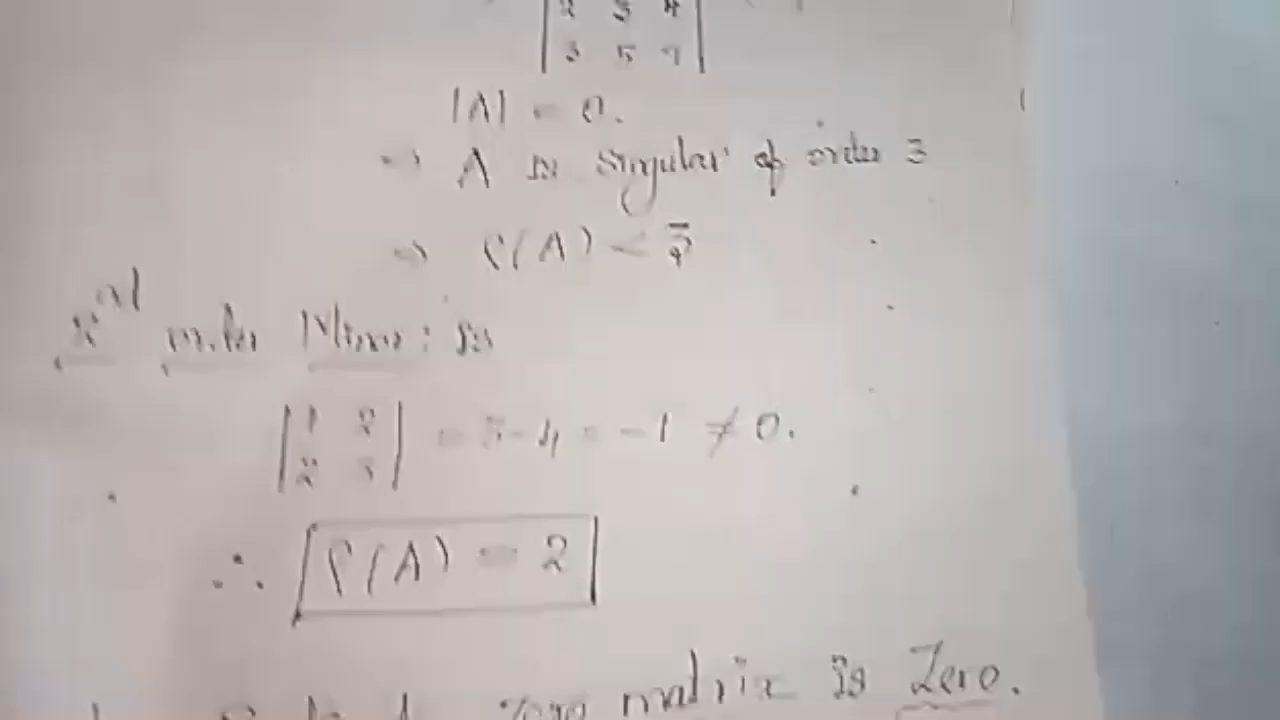 2 3 4
3 5 7
|A| = 0.
⇒ A is singular of order 3
⇒ ρ(A) < 3
2nd order Minor: is
|1 2| = 3-4 = -1 ≠ 0.
|2 3|
∴ ρ(A) = 2
zero matrix is Zero.